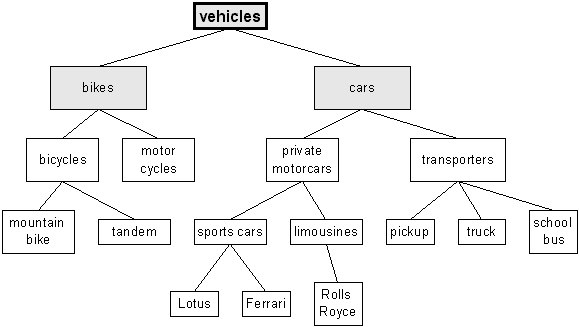 vehicles
bikes
cars
bicycles
motor
cycles
private
motorcars
transporters
mountain
bike
tandem
sports cars
limousines
pickup
truck
school
bus
Lotus
Ferrari
Rolls
Royce